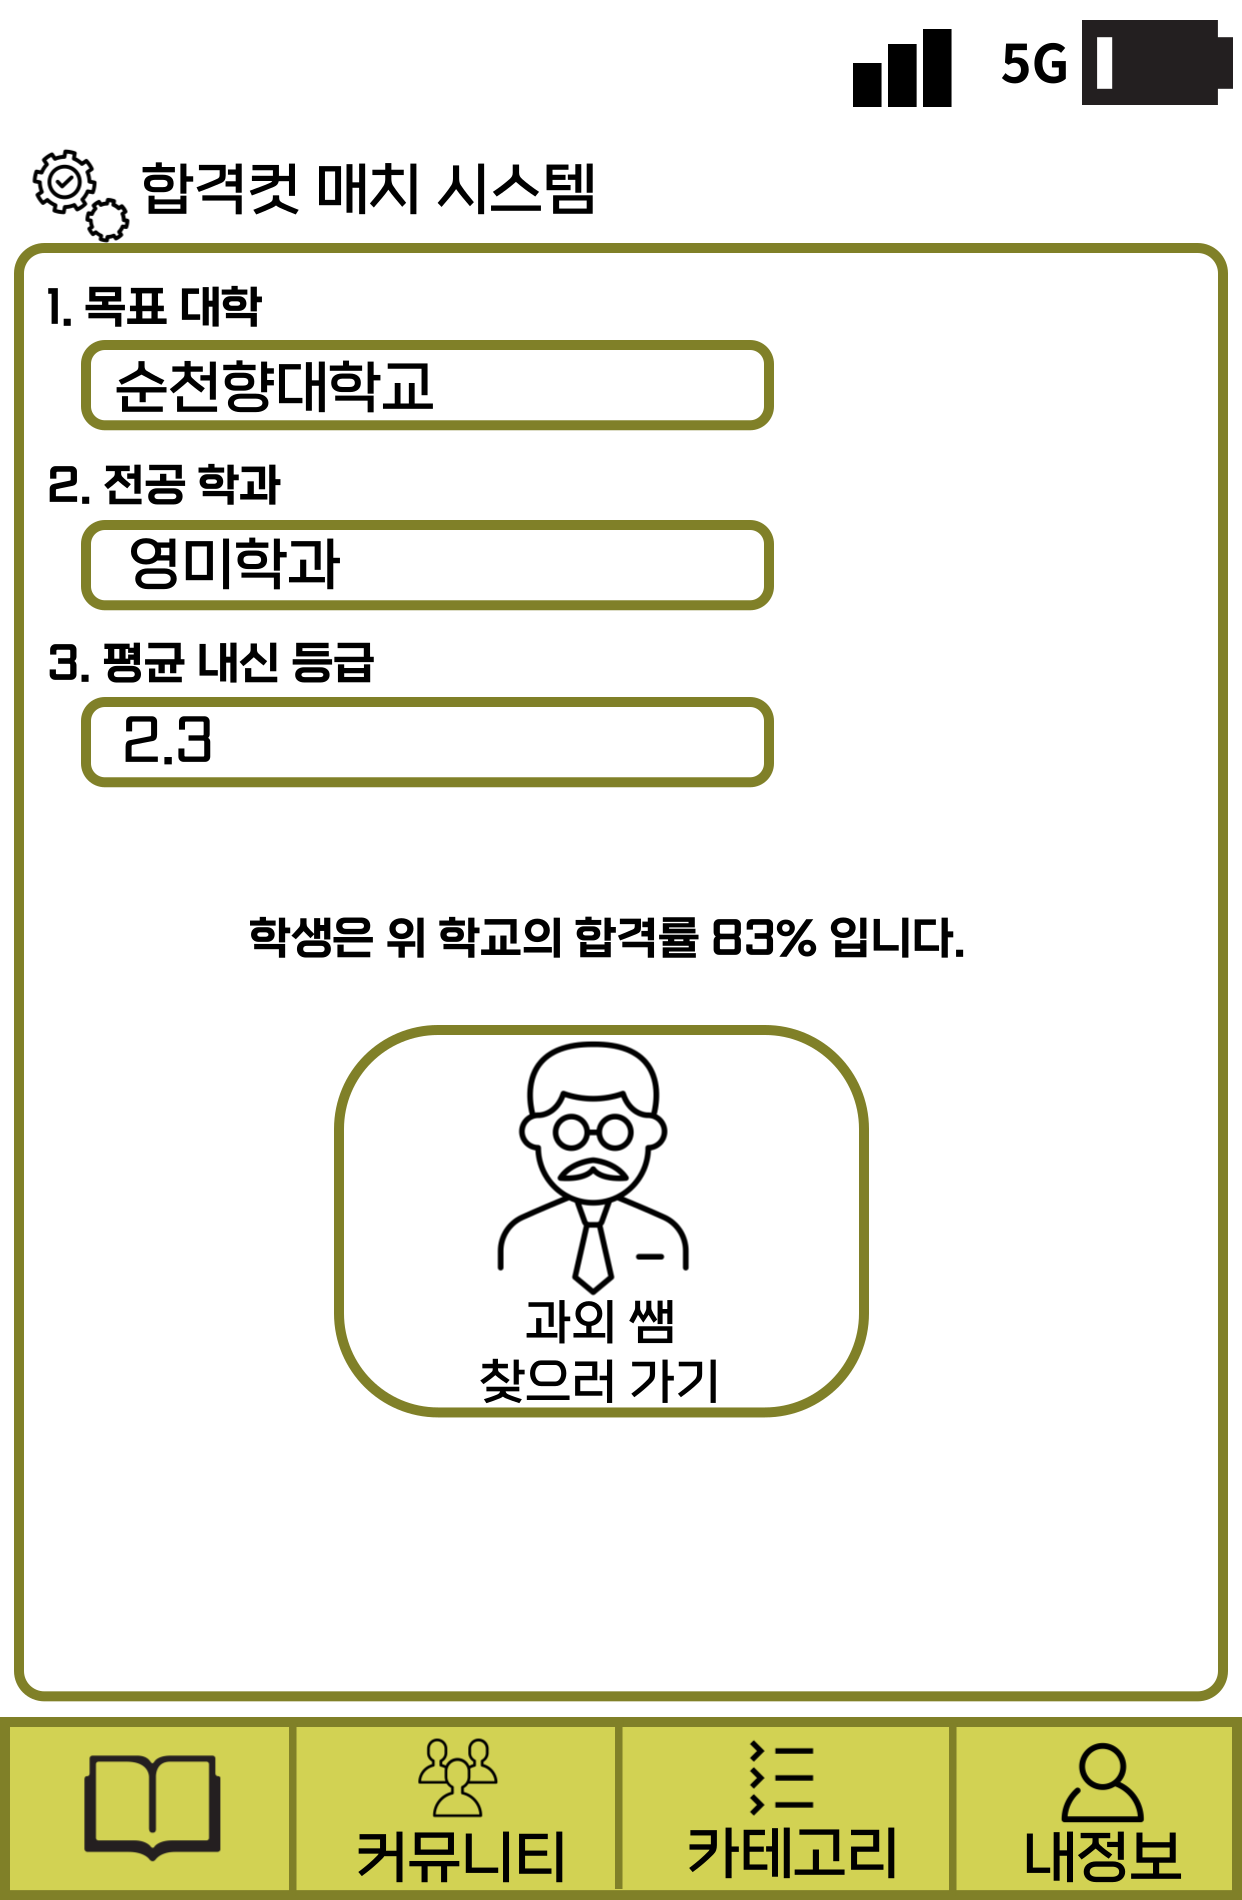 5G
합격컷 매치 시스템
1. 목표 대학
순천향대학교
2. 전공 학과
영미학과
3. 평균 내신 등급
2.3
학생은 위 학교의 합격률 83% 입니다.
과외 쌤
찾으러 가기
커뮤니티
카테고리
내정보